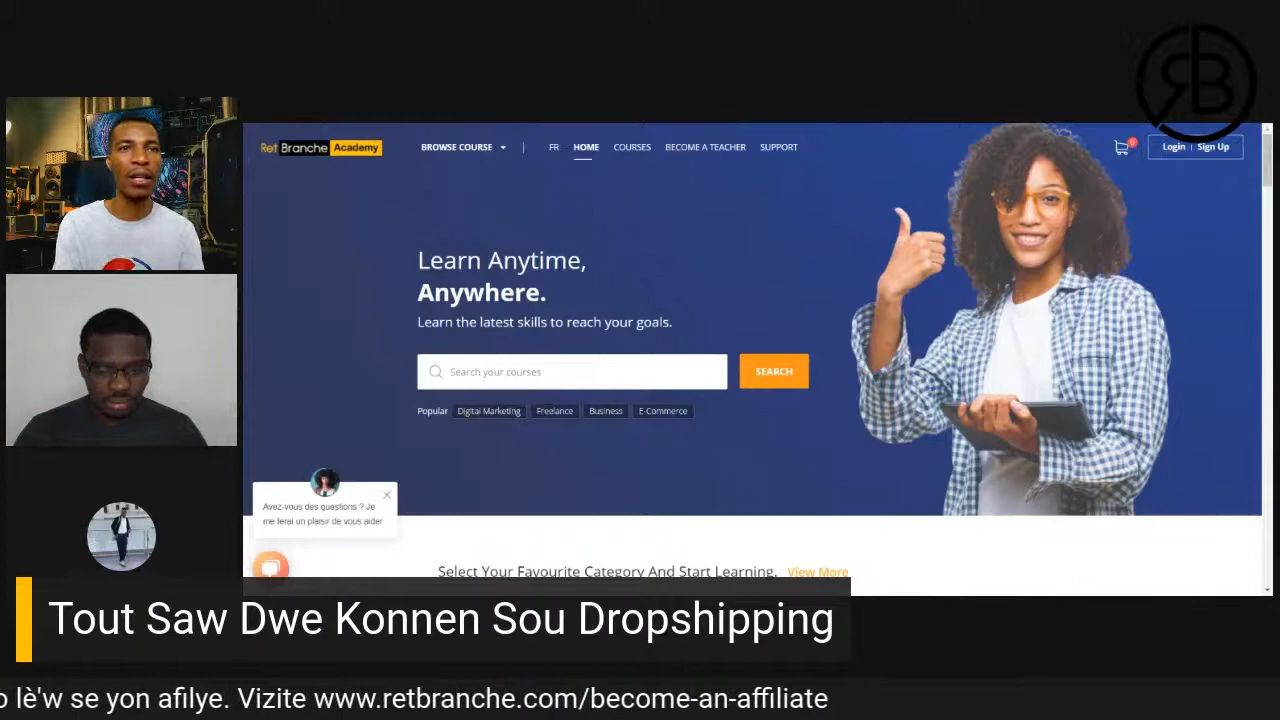 RB
Ret Branche Academy
BROWSE COURSE
FR
HOME
COURSES
BECOME A TEACHER
SUPPORT
0
Login | Sign Up
Learn Anytime,
Anywhere.
Learn the latest skills to reach your goals.
Search your courses
SEARCH
Popular Digital Marketing Freelance Business E-Commerce
Avez-vous des questions ? Je
me ferai un plaisir de vous aider
Select Your Favourite Category And Start Learning. View More
Tout Saw Dwe Konnen Sou Dropshipping
lè'w se yon afilye. Vizite www.retbranche.com/become-an-affiliate